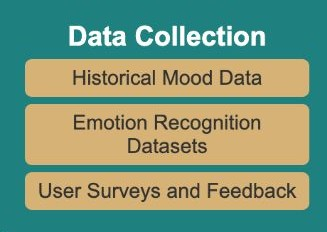 Data Collection
Historical Mood Data
Emotion Recognition
Datasets
User Surveys and Feedback